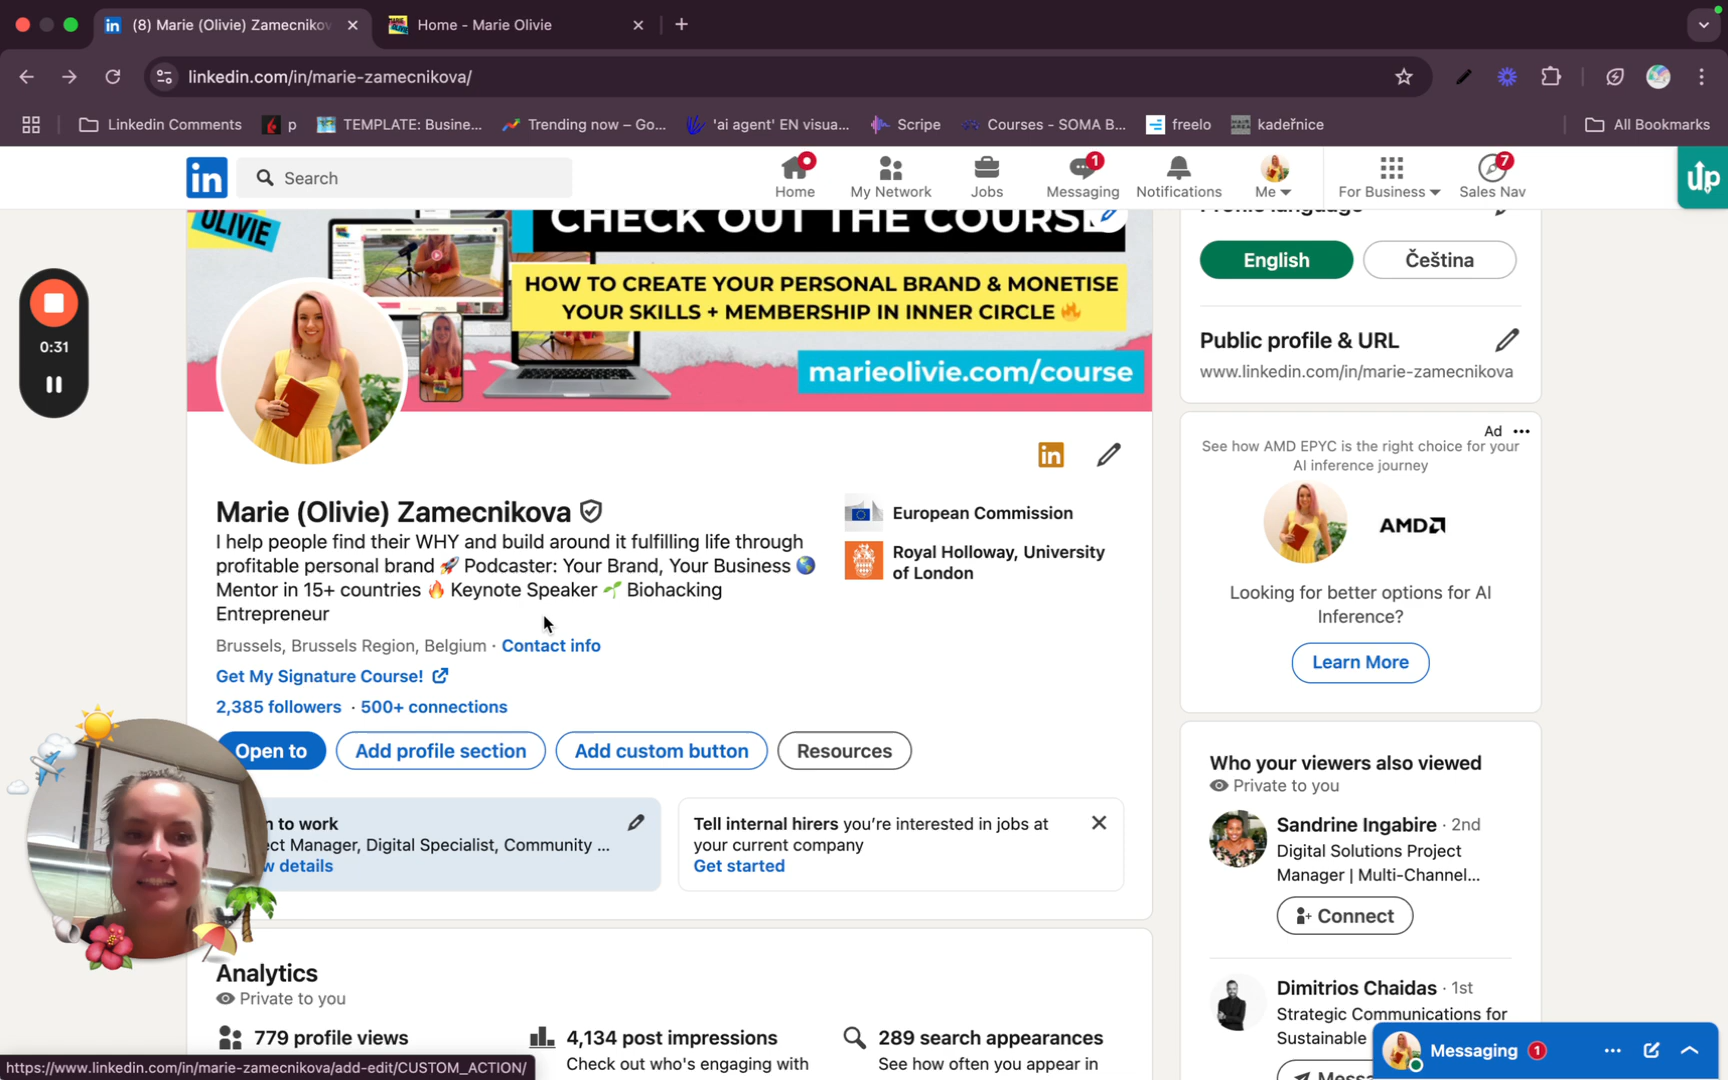 (8) Marie (Olivie) Zamecnikov
Home - Marie Olivie
linkedin.com/in/marie-zamecnikova/
Linkedin Comments
p
TEMPLATE: Busine...
Trending now – Go...
'ai agent' EN visua...
Scripe
Courses - SOMA B...
freelo
kadeřnice
All Bookmarks
in
Search
Home
My Network
1
Messaging
Jobs
Notifications
Me
For Business
7
Sales Nav
up
OLIVIE
CHECK OUT THE COURSE
HOW TO CREATE YOUR PERSONAL BRAND & MONETISE
YOUR SKILLS + MEMBERSHIP IN INNER CIRCLE 🔥
marieolivie.com/course
0:31
in
Marie (Olivie) Zamecnikova
I help people find their WHY and build around it fulfilling life through
profitable personal brand 🚀 Podcaster: Your Brand, Your Business 🌎
Mentor in 15+ countries 🔥 Keynote Speaker 🌱 Biohacking
Entrepreneur
Brussels, Brussels Region, Belgium · Contact info
Get My Signature Course!
2,385 followers · 500+ connections
European Commission
Royal Holloway, University
of London
Open to
Add profile section
Add custom button
Resources
n to work
ect Manager, Digital Specialist, Community ...
w details
Tell internal hirers you're interested in jobs at
your current company
Get started
Analytics
Private to you
779 profile views
4,134 post impressions
Check out who's engaging with
289 search appearances
See how often you appear in
https://www.linkedin.com/in/marie-zamecnikova/add-edit/CUSTOM_ACTION/
Profile language
English
Čeština
Public profile & URL
www.linkedin.com/in/marie-zamecnikova
Ad
See how AMD EPYC is the right choice for your
AI inference journey
AMD
Looking for better options for AI
Inference?
Learn More
Who your viewers also viewed
Private to you
Sandrine Ingabire · 2nd
Digital Solutions Project
Manager | Multi-Channel...
Connect
Dimitrios Chaidas · 1st
Strategic Communications for
Sustainable
Messa
Messaging 1